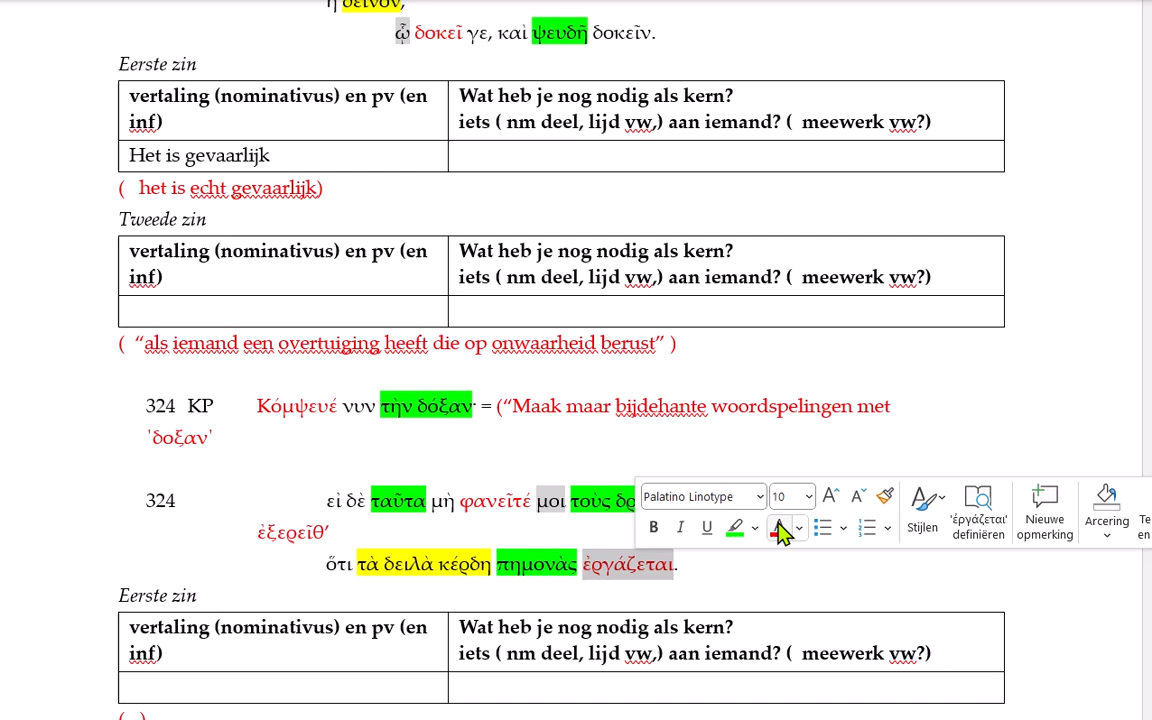 ἦ δεινόν,
ᾧ δοκεῖ γε, καὶ ψευδῆ δοκεῖν.
Eerste zin
vertaling (nominativus) en pv (en inf)
Wat heb je nog nodig als kern?
iets ( nm deel, lijd vw,) aan iemand? ( meewerk vw?)
Het is gevaarlijk
( het is echt gevaarlijk)
Tweede zin
vertaling (nominativus) en pv (en inf)
Wat heb je nog nodig als kern?
iets ( nm deel, lijd vw,) aan iemand? ( meewerk vw?)
( “als iemand een overtuiging heeft die op onwaarheid berust” )
324 KP Κόμψευέ νυν τὴν δόξαν· = (“Maak maar bijdehante woordspelingen met
'δοξαν'
324 εἰ δὲ ταῦτα μὴ φανεῖτέ μοι τοὺς
Palatino Linotype 10
B I U A
Stijlen
'ἐργάζεται' definiëren
Nieuwe opmerking
Arcering
ἐξερεῖθ’
ὅτι τὰ δειλὰ κέρδη πημονὰς ἐργάζεται.
Eerste zin
vertaling (nominativus) en pv (en inf)
Wat heb je nog nodig als kern?
iets ( nm deel, lijd vw,) aan iemand? ( meewerk vw?)
( )